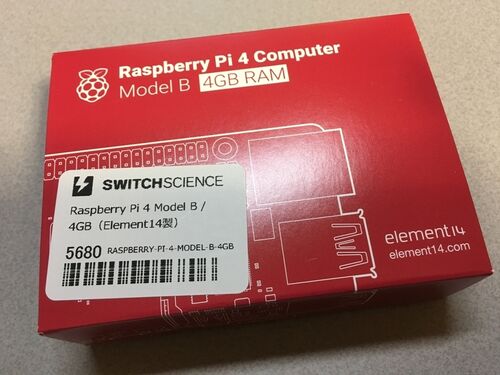 Raspberry Pi 4 Computer
Model B 4GB RAM
SWITCHSCIENCE
Raspberry Pi 4 Model B /
4GB（Element14製）
5680 RASPBERRY-PI-4-MODEL-B-4GB
element14
element14.com